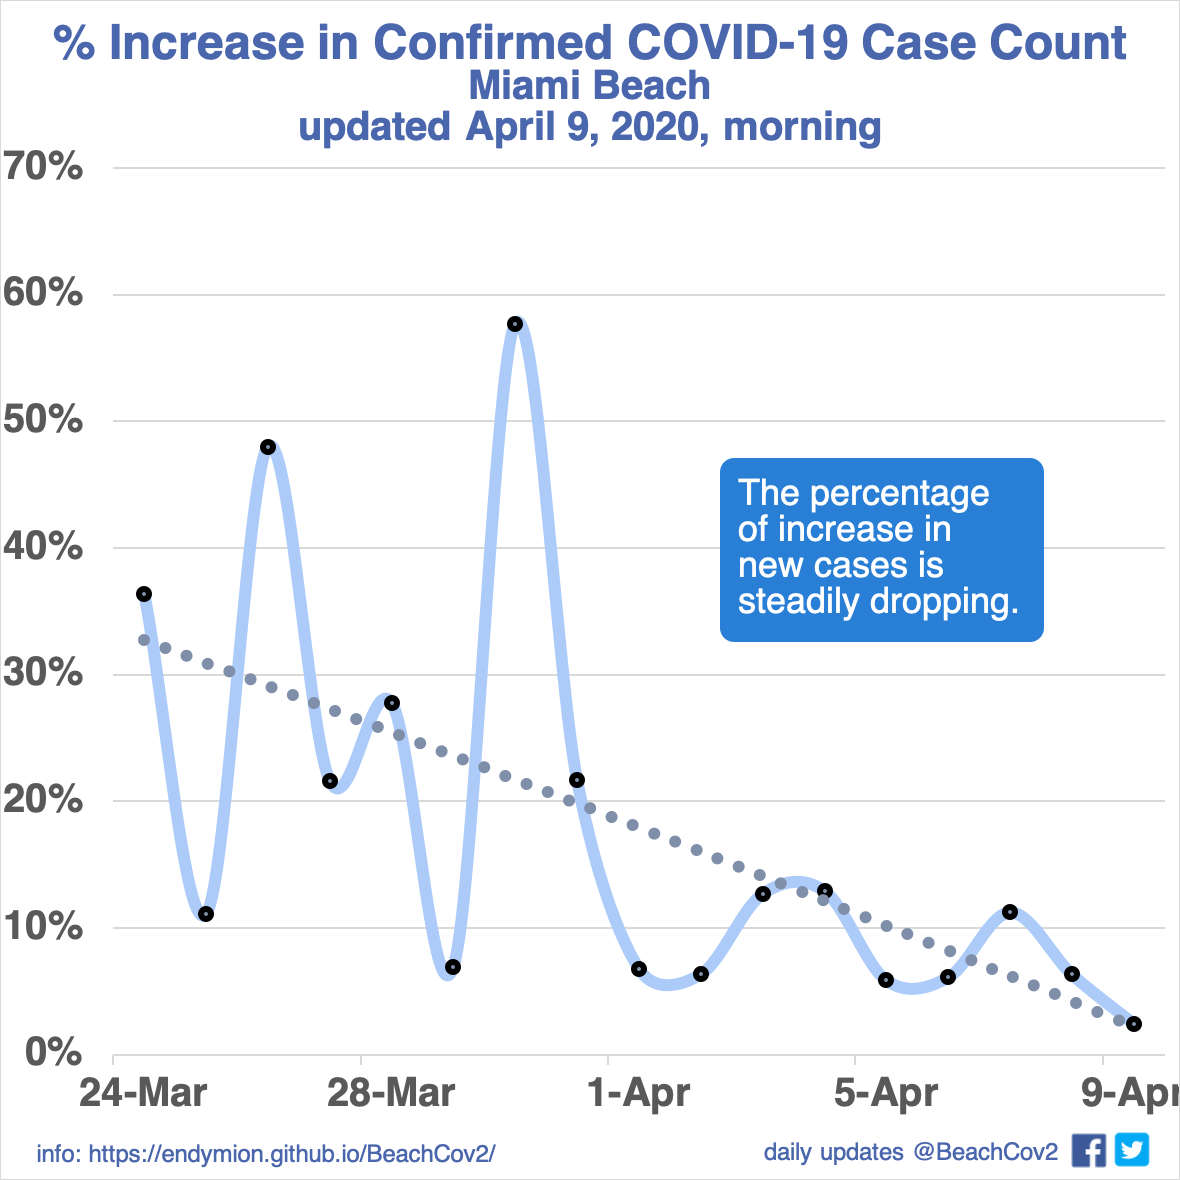 % Increase in Confirmed COVID-19 Case Count
Miami Beach
updated April 9, 2020, morning
70%
60%
50%
40%
30%
20%
10%
0%
The percentage
of increase in
new cases is
steadily dropping.
24-Mar 28-Mar 1-Apr 5-Apr 9-Apr
info: https://endymion.github.io/BeachCov2/
daily updates @BeachCov2